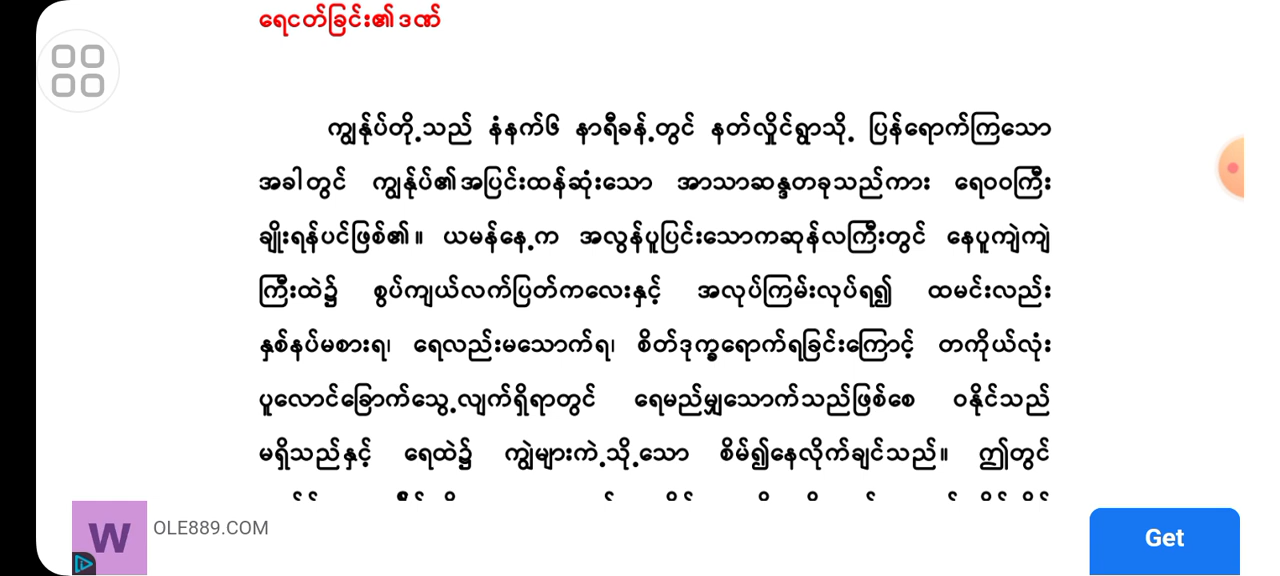 ရေငတ်ခြင်း၏ဒဏ်
ကျွန်ုပ်တို့သည် နံနက်၆ နာရီခန့်တွင် နတ်လှိုင်ရွာသို့ ပြန်ရောက်ကြသော
အခါတွင် ကျွန်ုပ်၏အပြင်းထန်ဆုံးသော အာသာဆန္ဒတခုသည်ကား ရေဝဝကြီး
ချိုးရန်ပင်ဖြစ်၏။ ယမန်နေ့က အလွန်ပူပြင်းသောကဆုန်လကြီးတွင် နေပူကျဲကျဲ
ကြီးထဲ၌ စွပ်ကျယ်လက်ပြတ်ကလေးနှင့် အလုပ်ကြမ်းလုပ်ရ၍ ထမင်းလည်း
နှစ်နပ်မစားရ၊ ရေလည်းမသောက်ရ၊ စိတ်ဒုက္ခရောက်ရခြင်းကြောင့် တကိုယ်လုံး
ပူလောင်ခြောက်သွေ့လျက်ရှိရာတွင် ရေမည်မျှသောက်သည်ဖြစ်စေ ဝနိုင်သည်
မရှိသည်နှင့် ရေထဲ၌ ကျွဲများကဲ့သို့သော စိမ်၍နေလိုက်ချင်သည်။ ဤတွင်
W OLE889.COM
Get